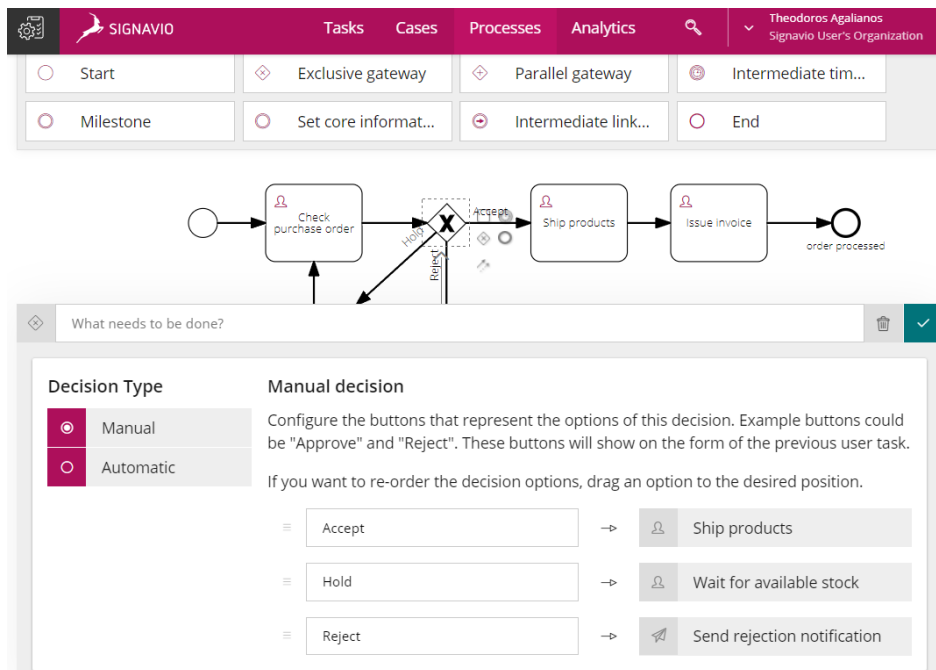 SIGNAVIO
Tasks Cases Processes Analytics
Theodoros Agalianos
Signavio User's Organization
Start Exclusive gateway Parallel gateway Intermediate tim...
Milestone Set core informat... Intermediate link... End
Check
purchase order
Accept
Hold
Reject
Ship products
Issue invoice
order processed
What needs to be done?
Decision Type
Manual
Automatic
Manual decision
Configure the buttons that represent the options of this decision. Example buttons could
be "Approve" and "Reject". These buttons will show on the form of the previous user task.
If you want to re-order the decision options, drag an option to the desired position.
Accept Ship products
Hold Wait for available stock
Reject Send rejection notification